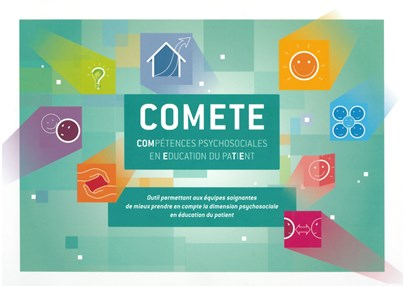 COMETE
COMPÉTENCES PSYCHOSOCIALES
EN EDUCATION DU PATIENT
Outil permettant aux équipes soignantes
de mieux prendre en compte la dimension psychosociale
en éducation du patient